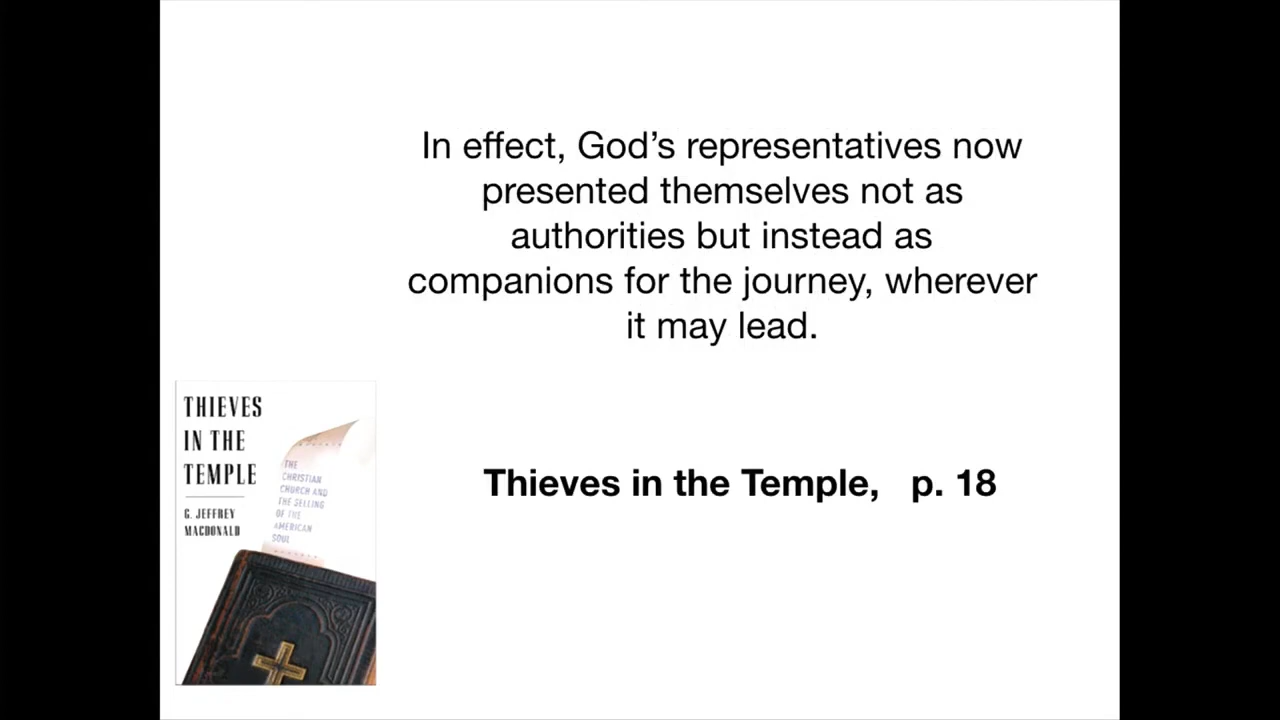 In effect, God’s representatives now
presented themselves not as
authorities but instead as
companions for the journey, wherever
it may lead.
Thieves in the Temple, p. 18
THIEVES
IN THE
TEMPLE
G. JEFFREY
MACDONALD
THE
CHRISTIAN
CHURCH AND
THE SELLING
OF THE
AMERICAN
SOUL